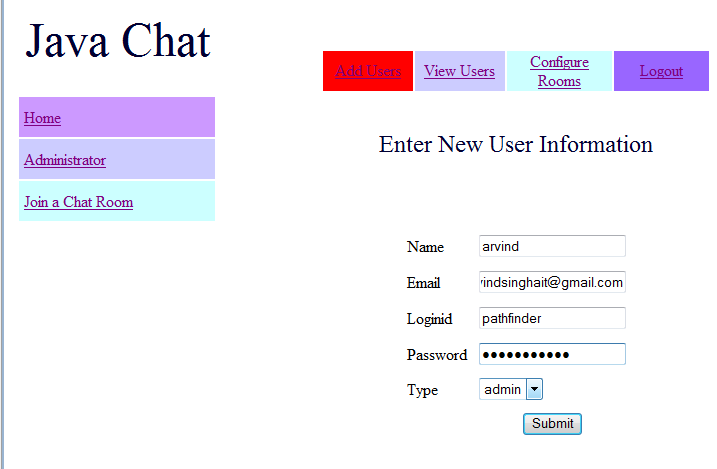 Java Chat
Add Users View Users Configure Rooms Logout
Home
Administrator
Join a Chat Room
Enter New User Information
Name arvind
Email vindsinghait@gmail.com
Loginid pathfinder
Password ●●●●●●●●●●●
Type admin
Submit